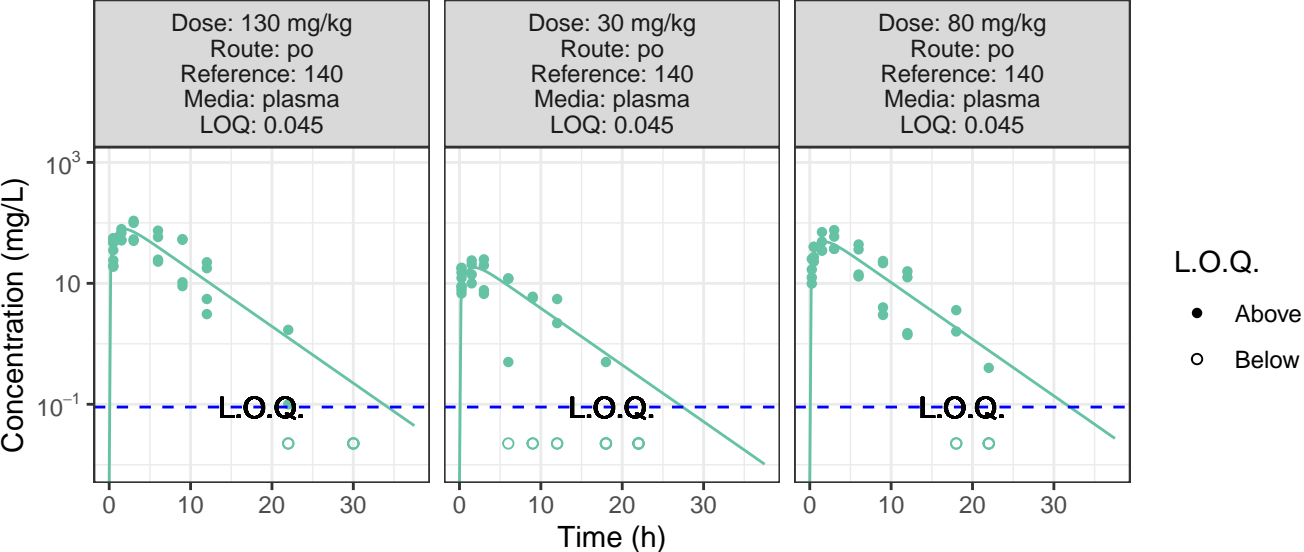 Dose: 130 mg/kg
Route: po
Reference: 140
Media: plasma
LOQ: 0.045
Dose: 30 mg/kg
Route: po
Reference: 140
Media: plasma
LOQ: 0.045
Dose: 80 mg/kg
Route: po
Reference: 140
Media: plasma
LOQ: 0.045
Concentration (mg/L)
10³
10
10⁻¹
L.O.Q.
L.O.Q.
L.O.Q.
0 10 20 30
0 10 20 30
0 10 20 30
Time (h)
L.O.Q.
Above
Below